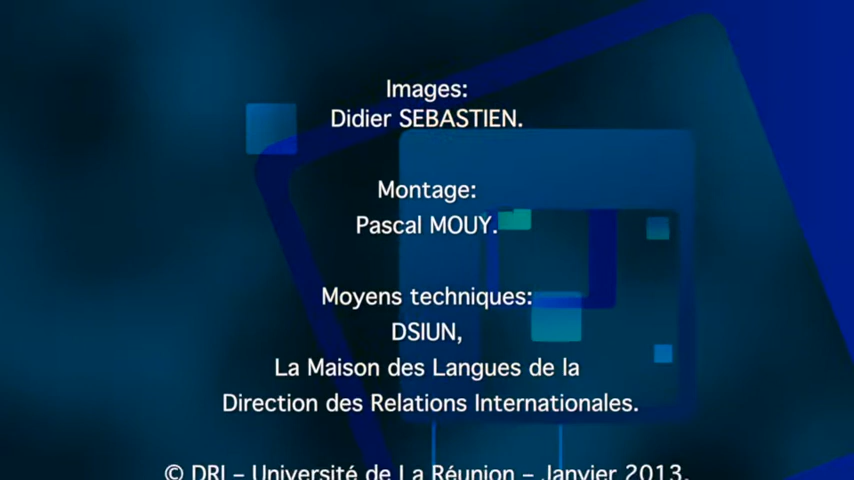 Images:
Didier SEBASTIEN.
Montage:
Pascal MOUY.
Moyens techniques:
DSIUN,
La Maison des Langues de la
Direction des Relations Internationales.
© DRI – Université de La Réunion – Janvier 2013.